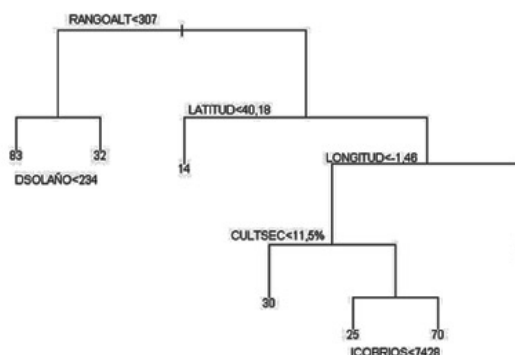 RANGOALT<307
LATITUD<40,18
83
32
14
LONGITUD<-1,46
DSOLAÑO<234
CULTSEC<11,5%
30
25
70
ICOBRIOS<7428